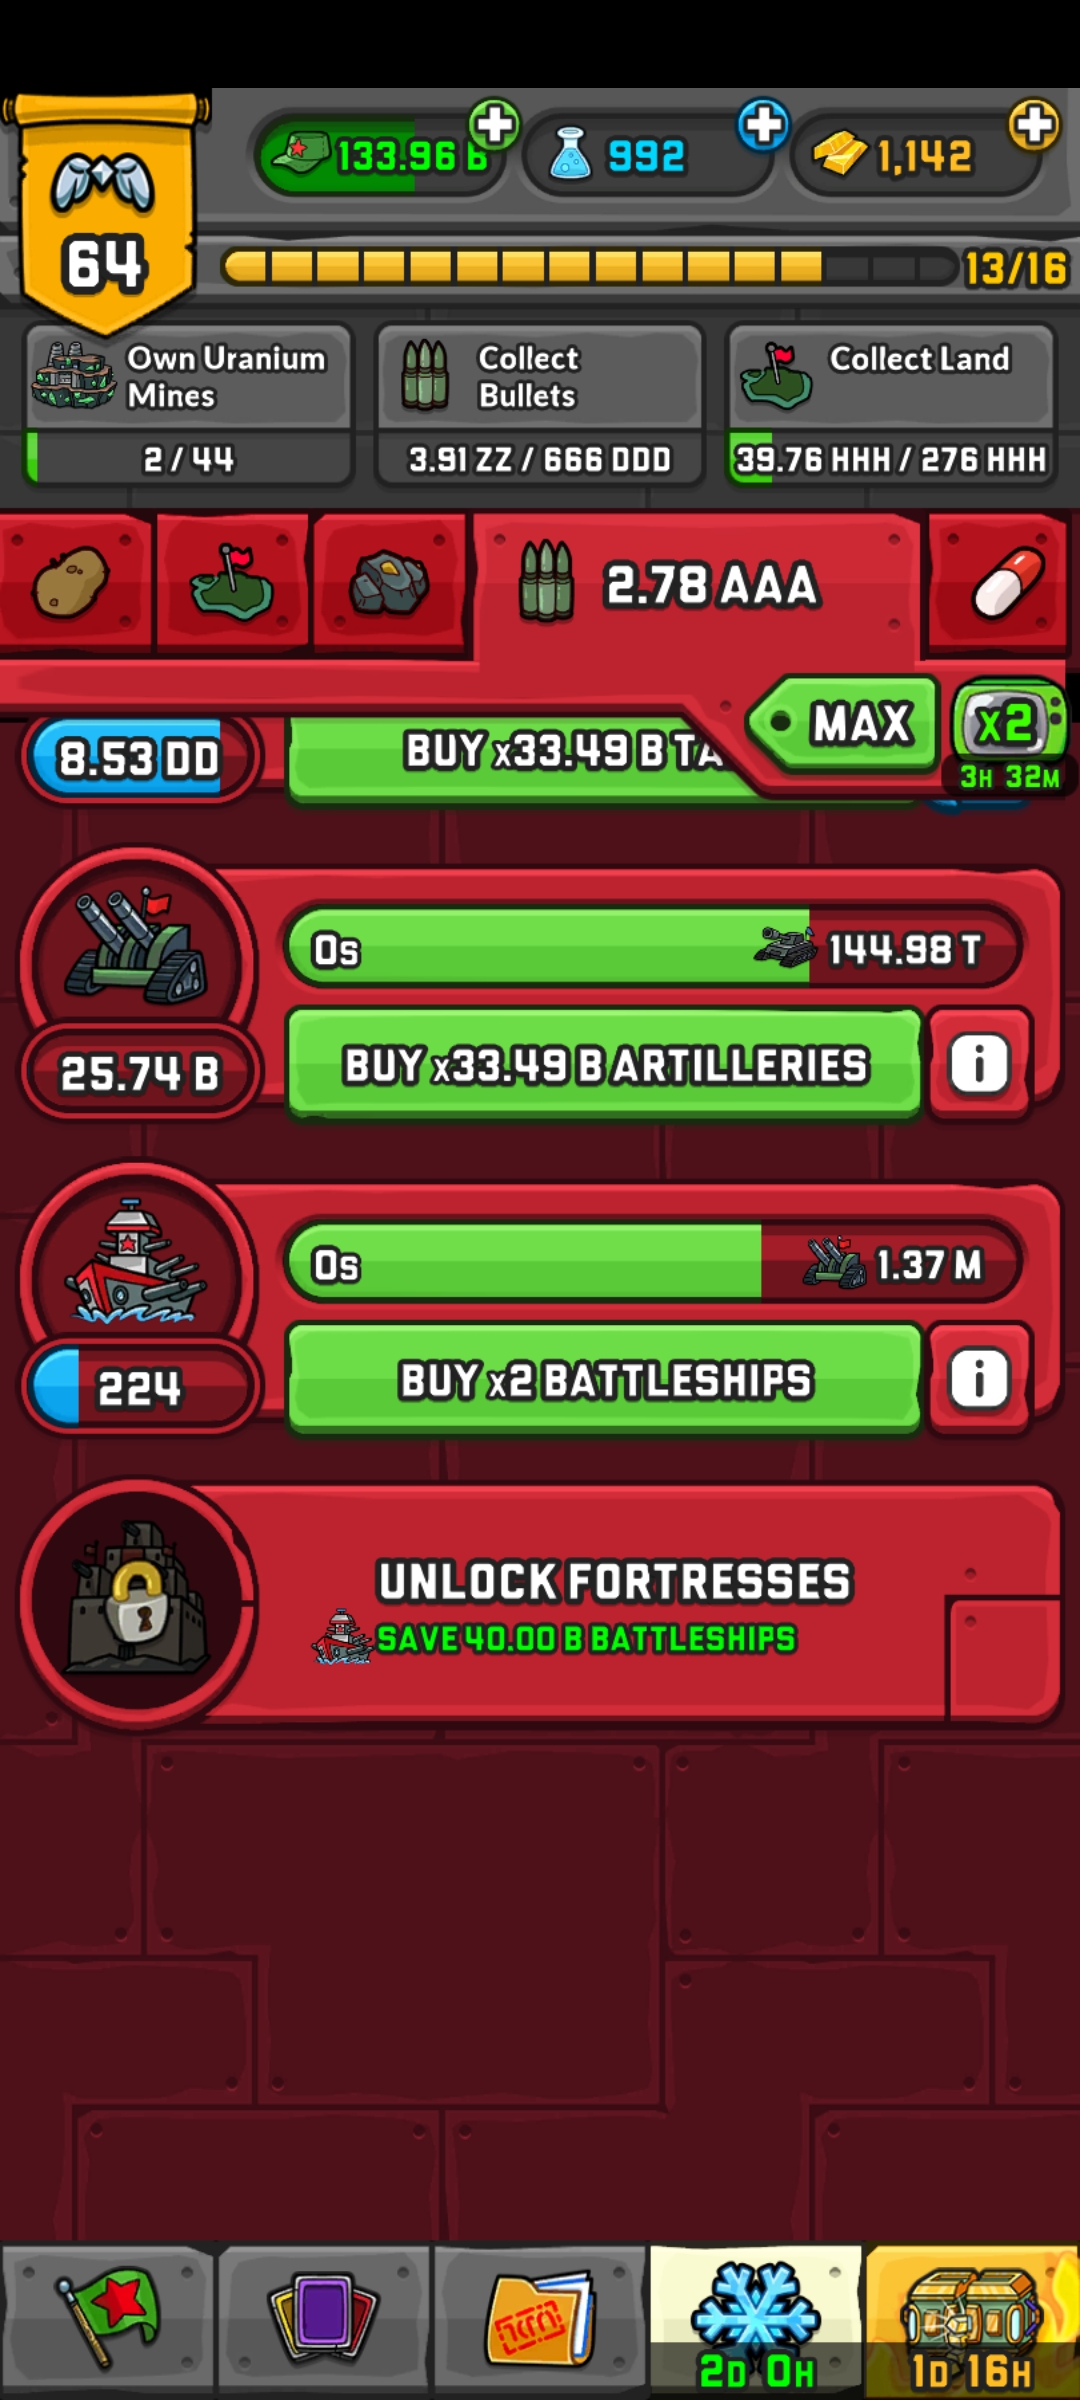 64
133.96 B
992
1,142
13/16
Own Uranium
Mines
2 / 44
Collect
Bullets
3.91 ZZ / 666 DDD
Collect Land
39.76 HHH / 276 HHH
2.78 AAA
MAX
x2
3H 32M
8.53 DD
BUY x33.49 B TA
0s
144.98 T
25.74 B
BUY x33.49 B ARTILLERIES
i
0s
1.37 M
224
BUY x2 BATTLESHIPS
i
UNLOCK FORTRESSES
SAVE 40.00 B BATTLESHIPS
2D 0H
1D 16H